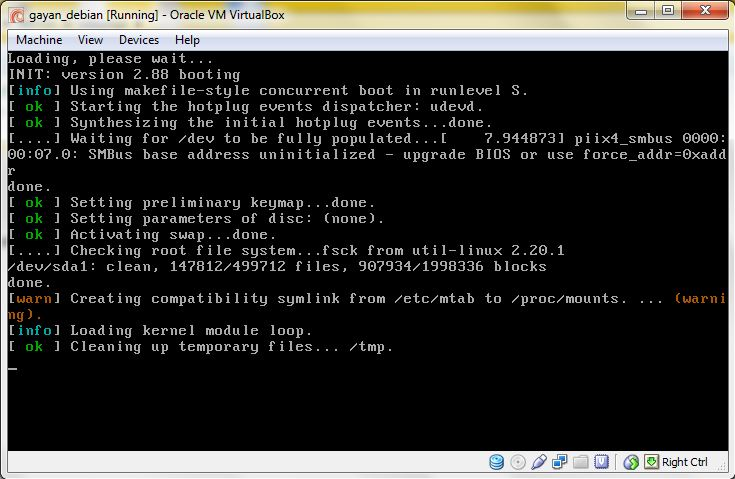 gayan_debian [Running] - Oracle VM VirtualBox
Machine View Devices Help
Loading, please wait...
INIT: version 2.88 booting
[info] Using makefile-style concurrent boot in runlevel S.
[ ok ] Starting the hotplug events dispatcher: udevd.
[ ok ] Synthesizing the initial hotplug events...done.
[....] Waiting for /dev to be fully populated...[    7.944873] piix4_smbus 0000:
00:07.0: SMBus base address uninitialized - upgrade BIOS or use force_addr=0xadd
r
done.
[ ok ] Setting preliminary keymap...done.
[ ok ] Setting parameters of disc: (none).
[ ok ] Activating swap...done.
[....] Checking root file system...fsck from util-linux 2.20.1
/dev/sda1: clean, 147812/499712 files, 907934/1998336 blocks
done.
[warn] Creating compatibility symlink from /etc/mtab to /proc/mounts. ... (warni
ng).
[info] Loading kernel module loop.
[ ok ] Cleaning up temporary files... /tmp.
Right Ctrl